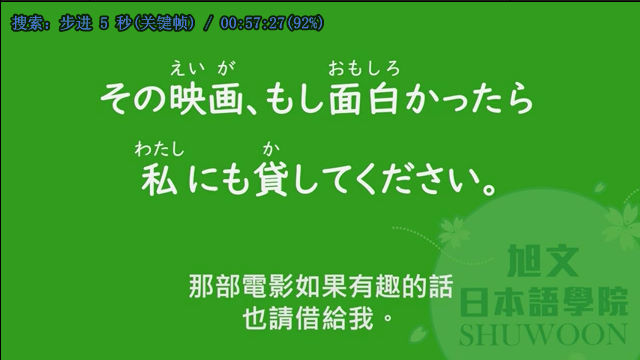 搜索: 步进 5 秒(关键帧) / 00:57:27(92%)
えい が おもしろ
その映画、もし面白かったら
わたし か
私にも貸してください。
那部電影如果有趣的話
也請借給我。
旭文
日本語學院
SHUWOON